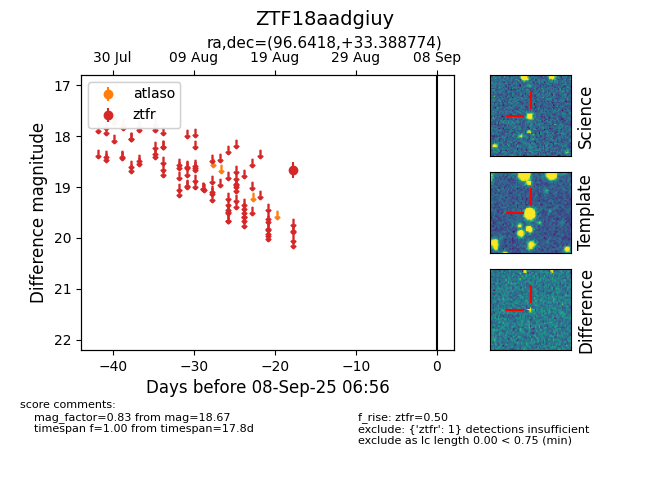 ZTF18aadgiuy
ra,dec=(96.6418,+33.388774)
30 Jul 09 Aug 19 Aug 29 Aug 08 Sep
atlaso
ztfr
17
18
19
20
21
22
Difference magnitude
−40 −30 −20 −10 0
Days before 08-Sep-25 06:56
Science
Template
Difference
score comments:
mag_factor=0.83 from mag=18.67
timespan f=1.00 from timespan=17.8d
f_rise: ztfr=0.50
exclude: {'ztfr': 1} detections insufficient
exclude as lc length 0.00 < 0.75 (min)